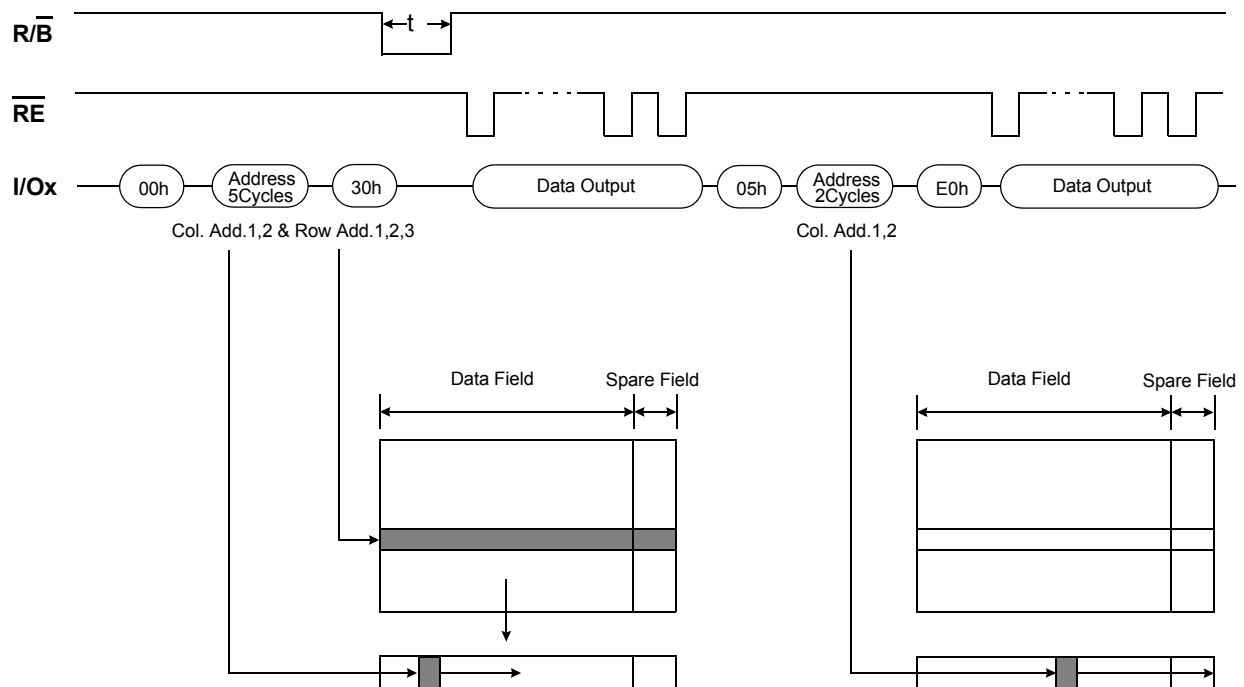 R/B̅
t
R̅E̅
I/Ox
00h
Address
5Cycles
30h
Data Output
05h
Address
2Cycles
E0h
Data Output
Col. Add.1,2 & Row Add.1,2,3
Col. Add.1,2
Data Field
Spare Field
Data Field
Spare Field